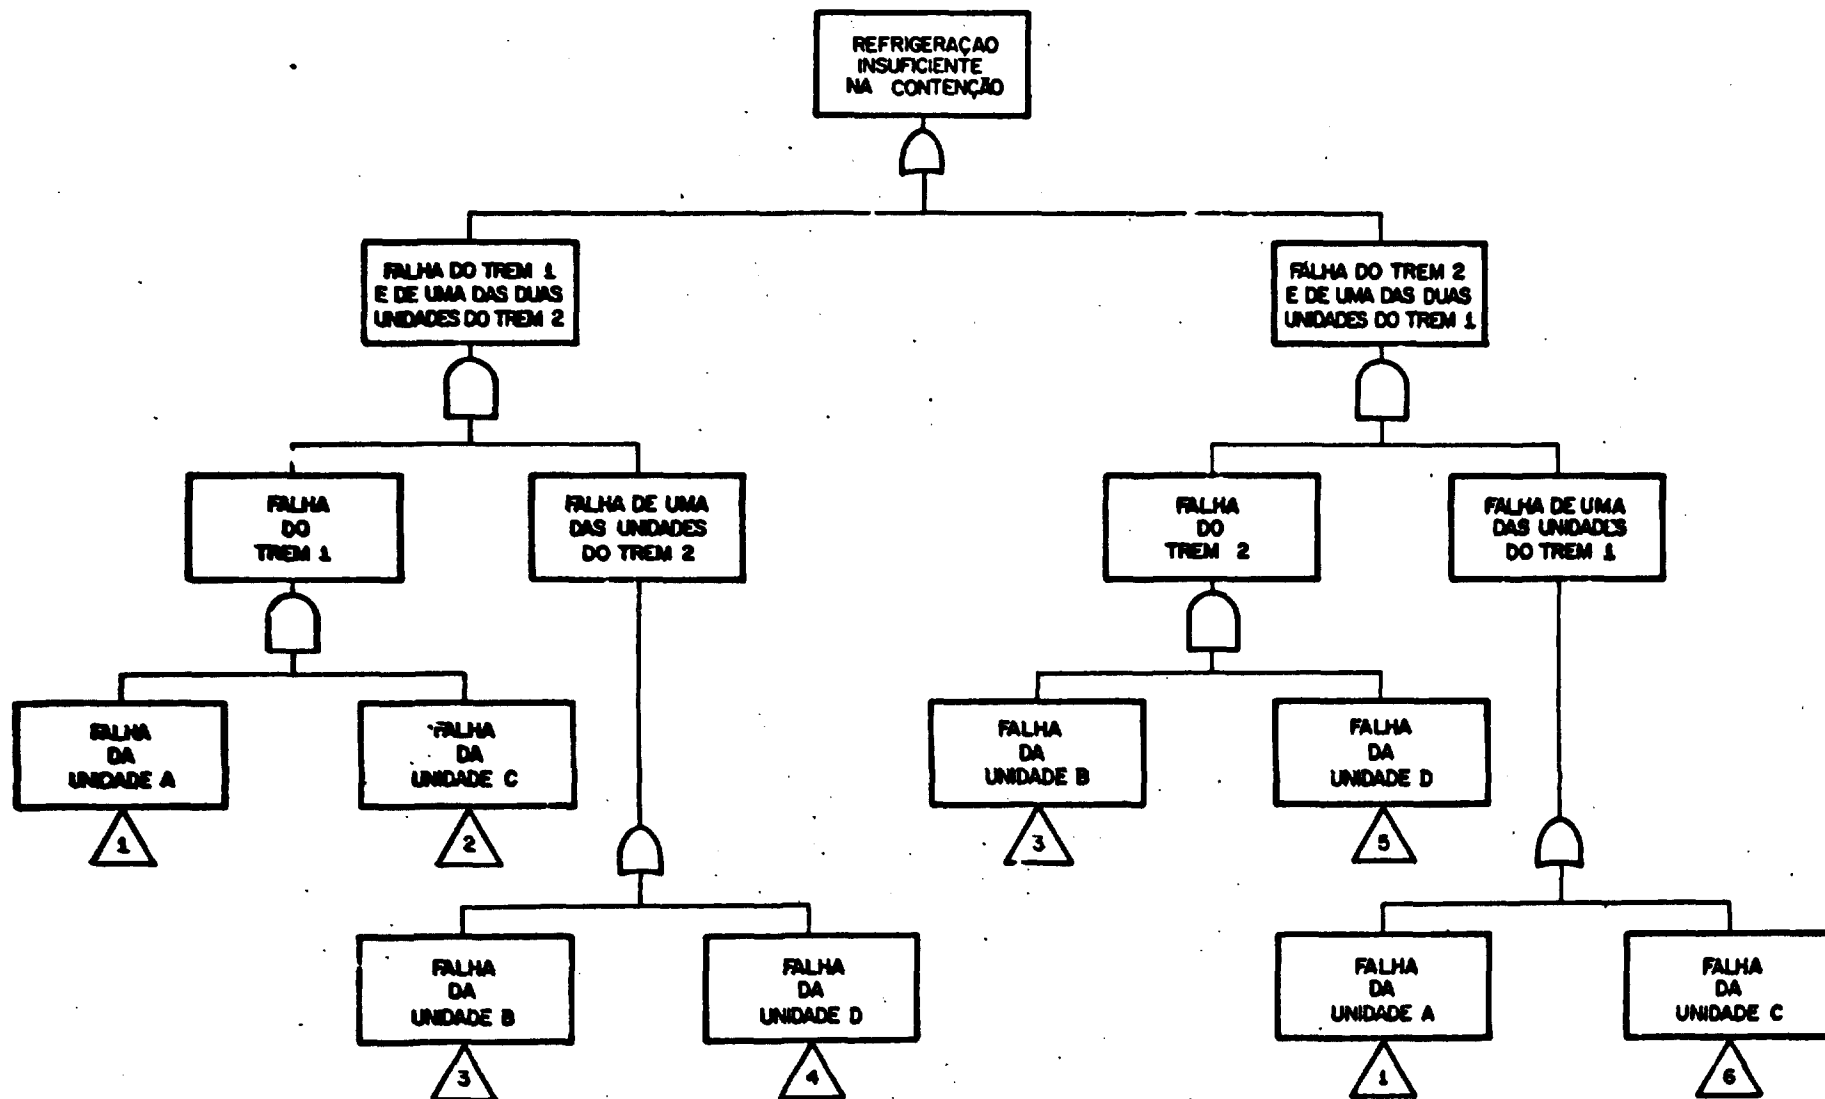 REFRIGERAÇAO
INSUFICIENTE
NA CONTENÇÃO
FALHA DO TREM 1
E DE UMA DAS DUAS
UNIDADES DO TREM 2
FALHA DO TREM 2
E DE UMA DAS DUAS
UNIDADES DO TREM 1
FALHA
DO
TREM 1
FALHA DE UMA
DAS UNIDADES
DO TREM 2
FALHA
DO
TREM 2
FALHA DE UMA
DAS UNIDADES
DO TREM 1
FALHA
DA
UNIDADE A
1
FALHA
DA
UNIDADE C
2
FALHA
DA
UNIDADE B
3
FALHA
DA
UNIDADE D
5
FALHA
DA
UNIDADE B
3
FALHA
DA
UNIDADE D
4
FALHA
DA
UNIDADE A
1
FALHA
DA
UNIDADE C
6